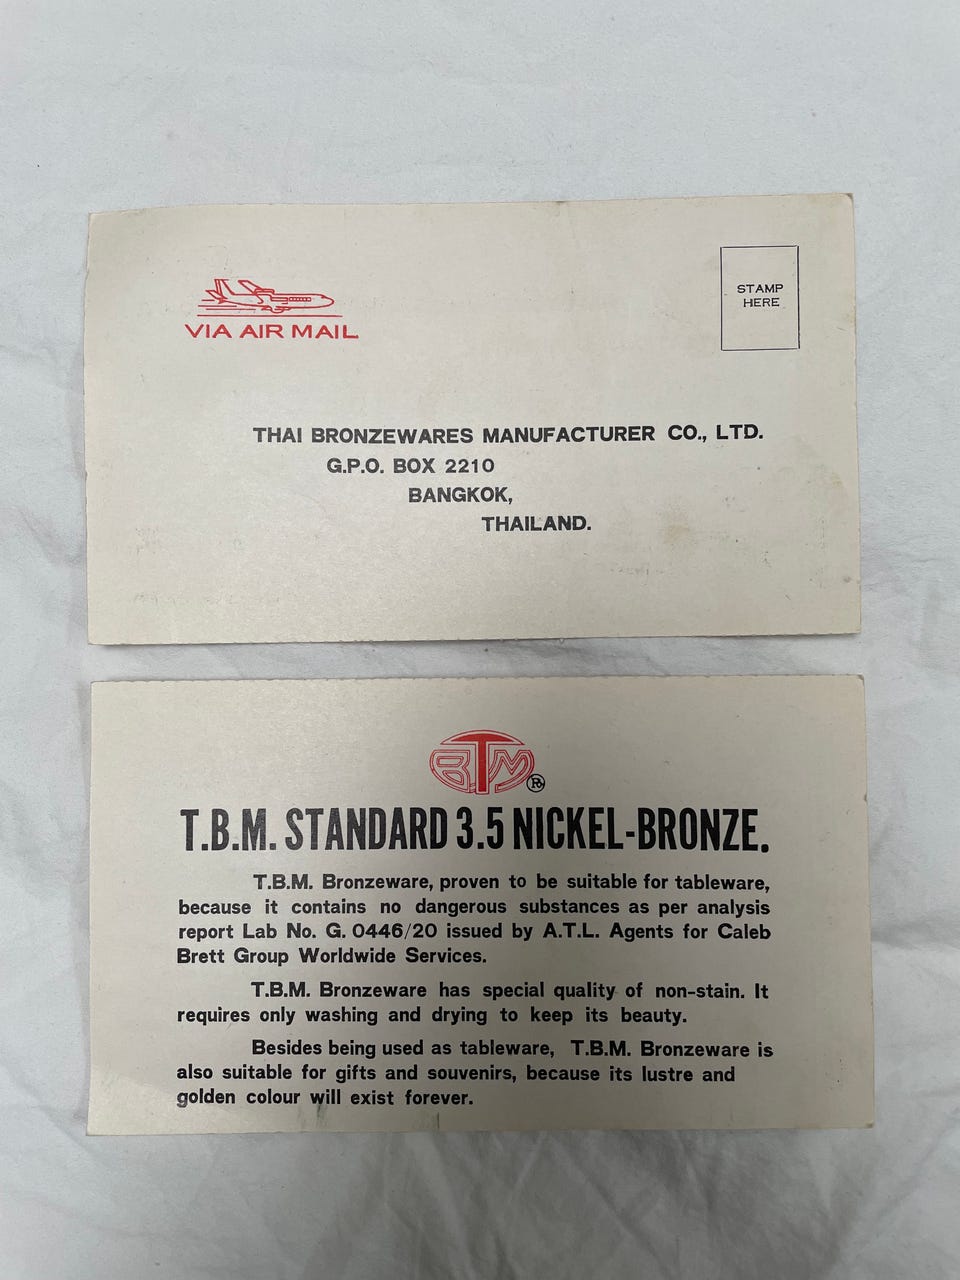 VIA AIR MAIL
STAMP
HERE
THAI BRONZEWARES MANUFACTURER CO., LTD.
G.P.O. BOX 2210
BANGKOK,
THAILAND.
BTM ®
T.B.M. STANDARD 3.5 NICKEL-BRONZE.
T.B.M. Bronzeware, proven to be suitable for tableware,
because it contains no dangerous substances as per analysis
report Lab No. G. 0446/20 issued by A.T.L. Agents for Caleb
Brett Group Worldwide Services.
T.B.M. Bronzeware has special quality of non-stain. It
requires only washing and drying to keep its beauty.
Besides being used as tableware, T.B.M. Bronzeware is
also suitable for gifts and souvenirs, because its lustre and
golden colour will exist forever.